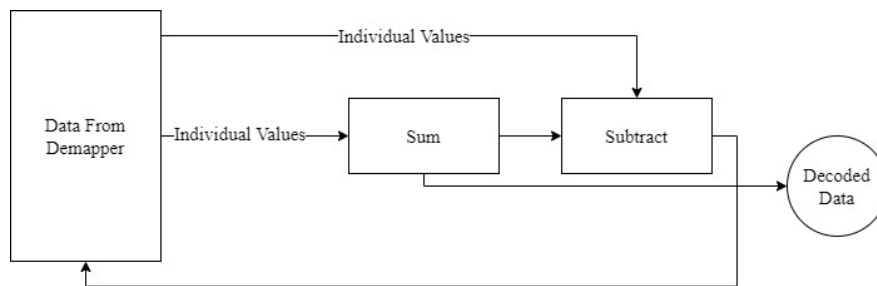 Individual Values
Data From
Demapper
Individual Values
Sum
Subtract
Decoded
Data